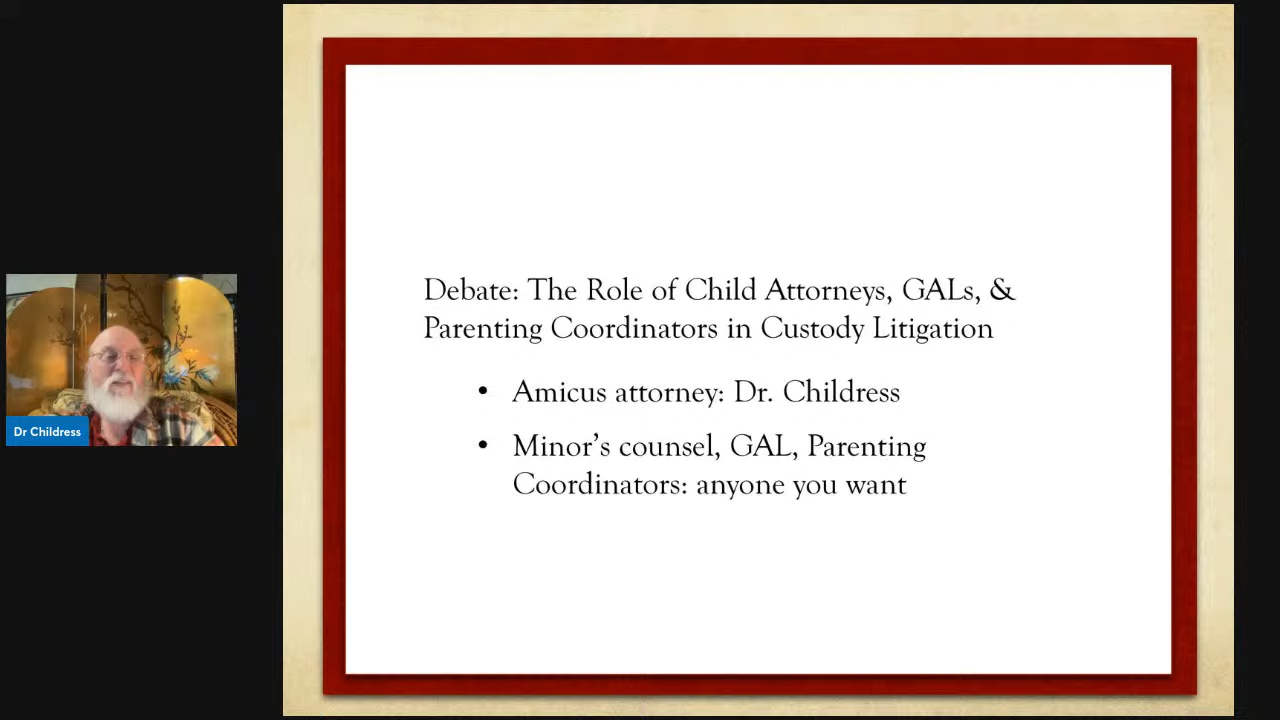 Debate: The Role of Child Attorneys, GALs, &
Parenting Coordinators in Custody Litigation
• Amicus attorney: Dr. Childress
• Minor’s counsel, GAL, Parenting
Coordinators: anyone you want
Dr Childress